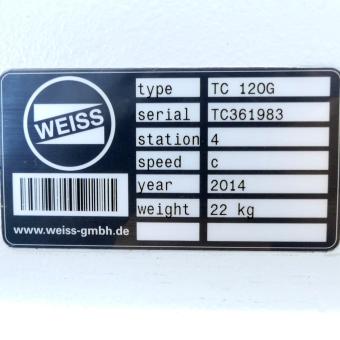 WEISS
type TC 120G
serial TC361983
station 4
speed c
year 2014
weight 22 kg
www.weiss-gmbh.de